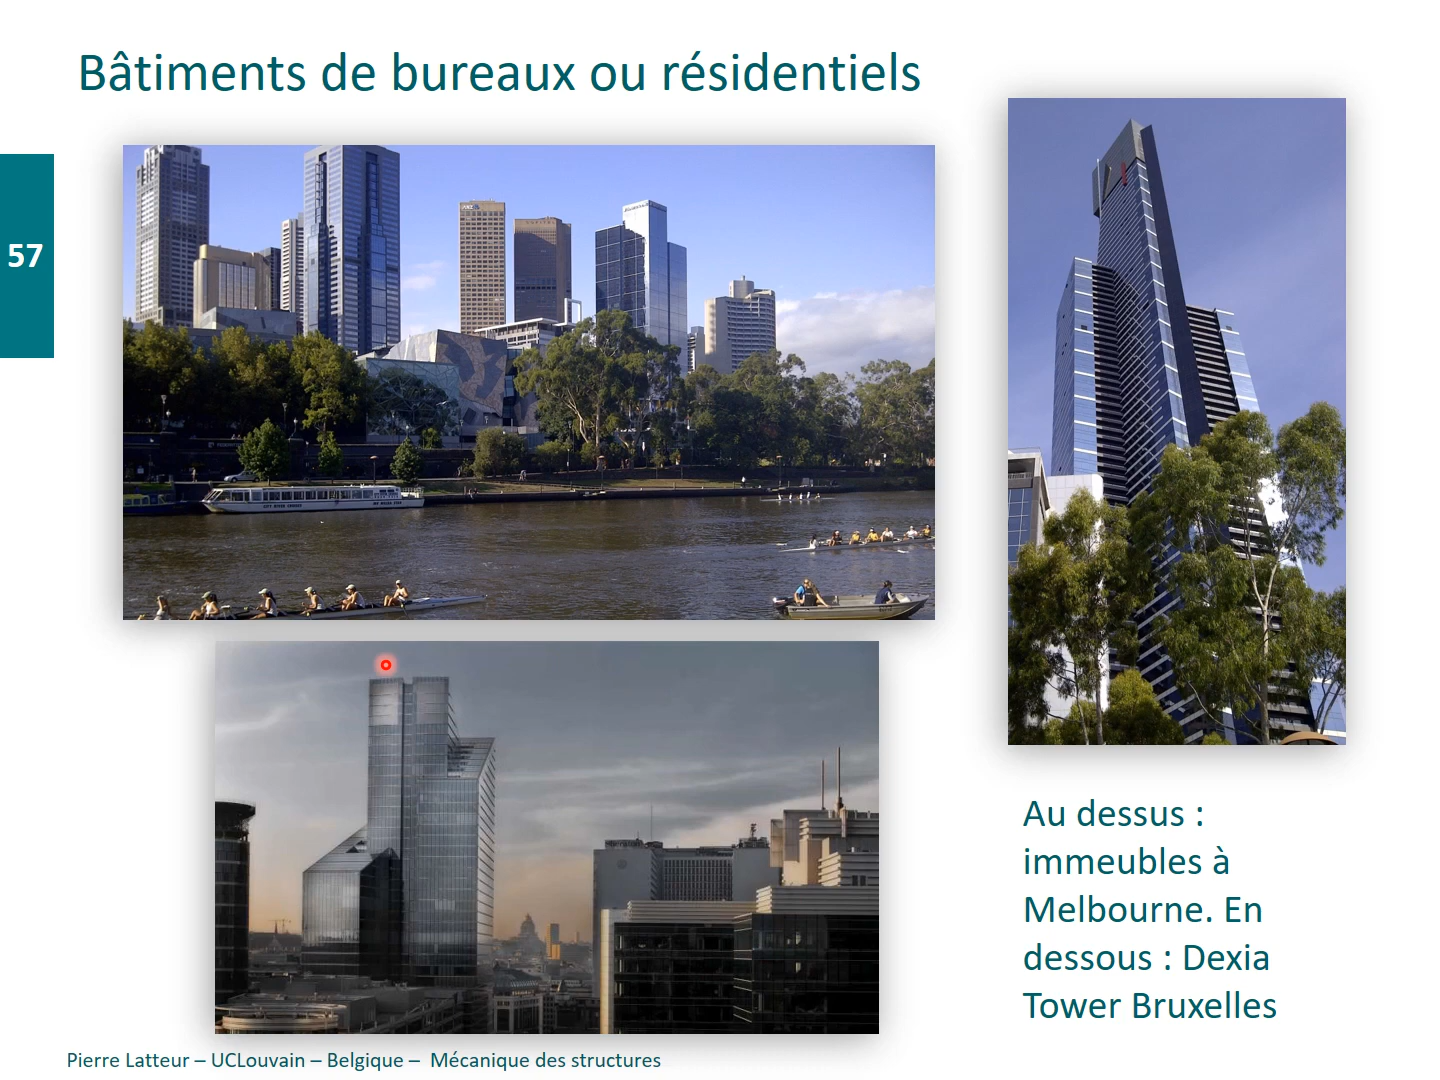 Bâtiments de bureaux ou résidentiels
57
Au dessus :
immeubles à
Melbourne. En
dessous : Dexia
Tower Bruxelles
Pierre Latteur – UCLouvain – Belgique – Mécanique des structures